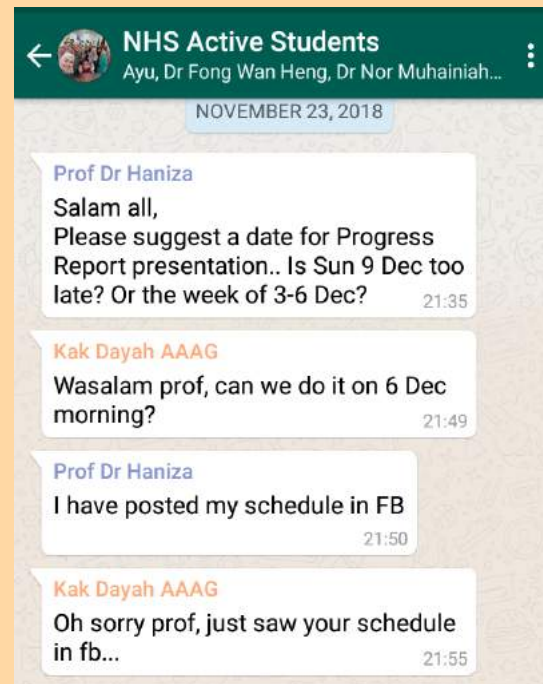 NHS Active Students
Ayu, Dr Fong Wan Heng, Dr Nor Muhainiah...
NOVEMBER 23, 2018
Prof Dr Haniza
Salam all,
Please suggest a date for Progress
Report presentation.. Is Sun 9 Dec too
late? Or the week of 3-6 Dec?
21:35
Kak Dayah AAAG
Wasalam prof, can we do it on 6 Dec
morning?
21:49
Prof Dr Haniza
I have posted my schedule in FB
21:50
Kak Dayah AAAG
Oh sorry prof, just saw your schedule
in fb...
21:55